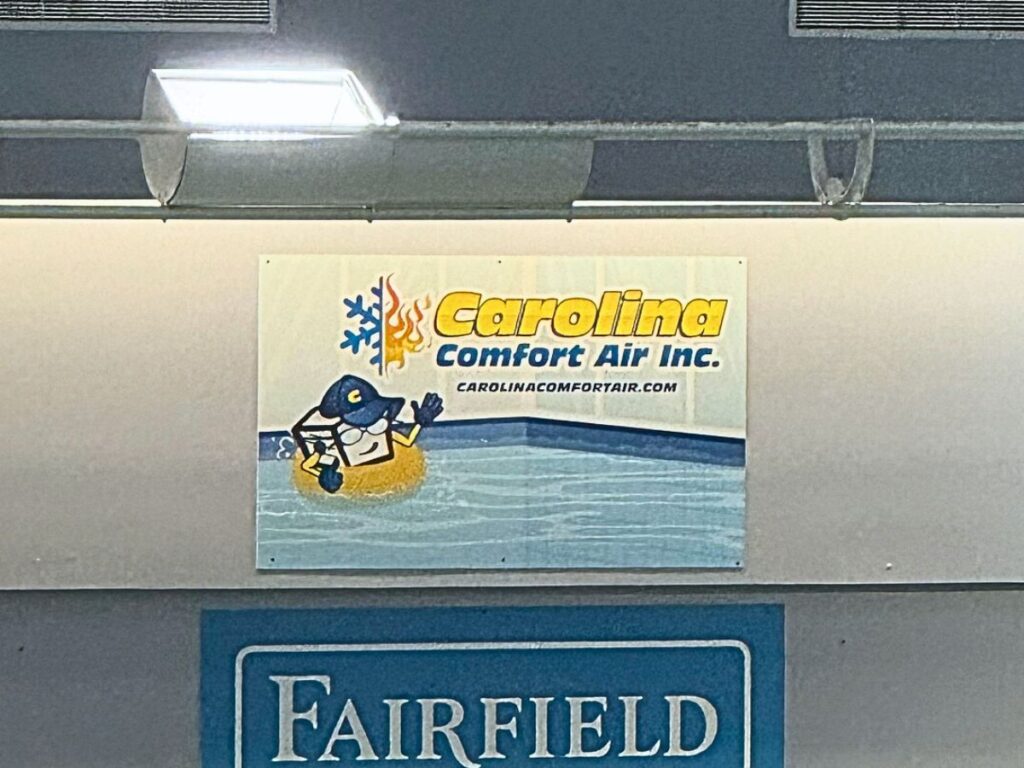 Carolina
Comfort Air Inc.
CAROLINACOMFORTAIR.COM
C
FAIRFIELD